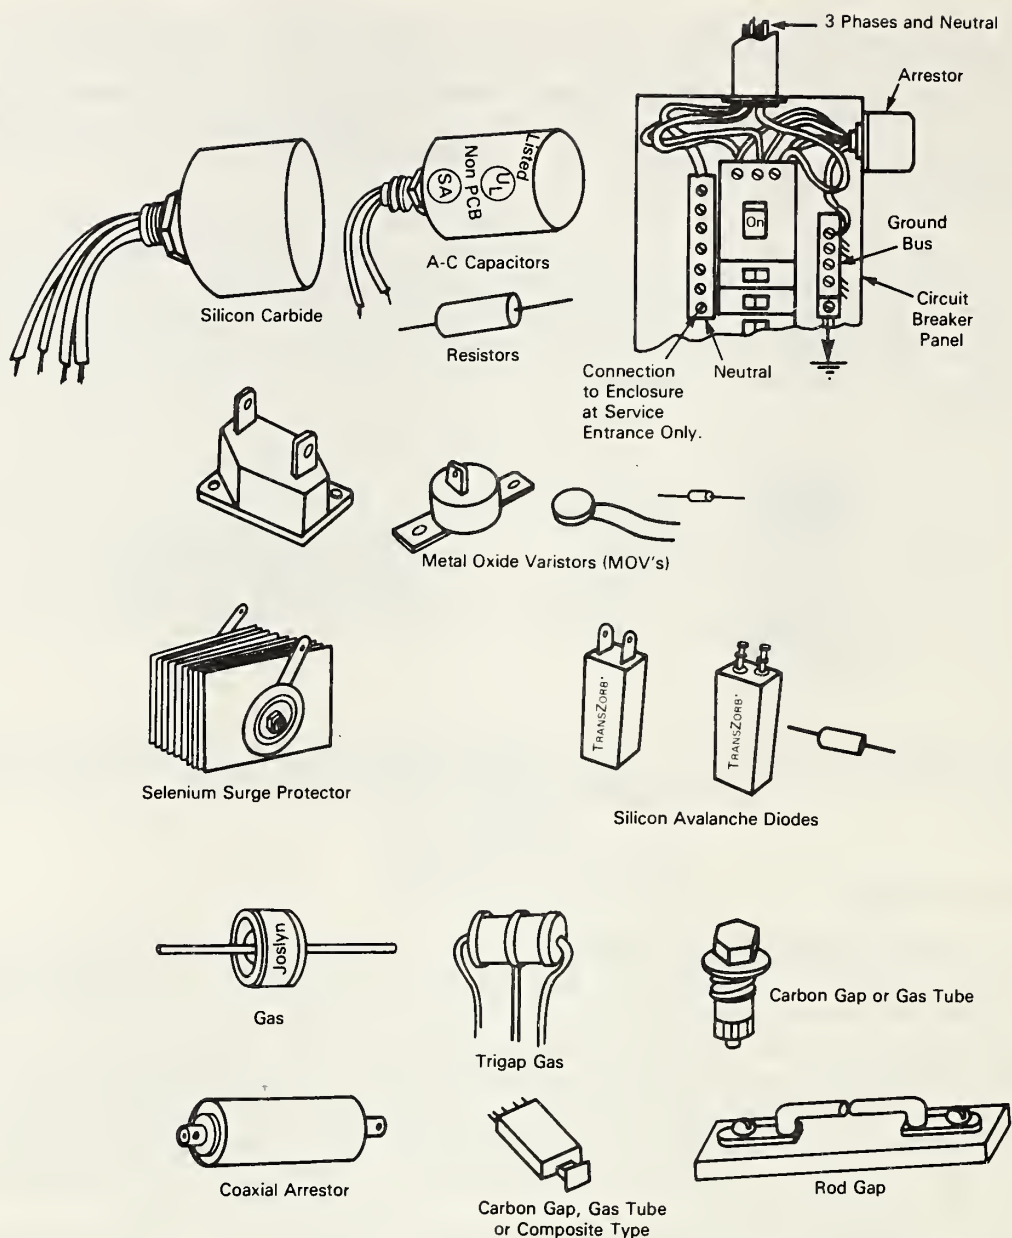 3 Phases and Neutral
Arrestor
Listed
UL
Non PCB
SA
On
Ground
Bus
A-C Capacitors
Silicon Carbide
Circuit
Breaker
Panel
Resistors
Connection
to Enclosure
at Service
Entrance Only.
Neutral
Metal Oxide Varistors (MOV's)
TRANSZORB'
TRANSZORB'
Selenium Surge Protector
Silicon Avalanche Diodes
Joslyn
Gas
Trigap Gas
Carbon Gap or Gas Tube
Coaxial Arrestor
Carbon Gap, Gas Tube
or Composite Type
Rod Gap